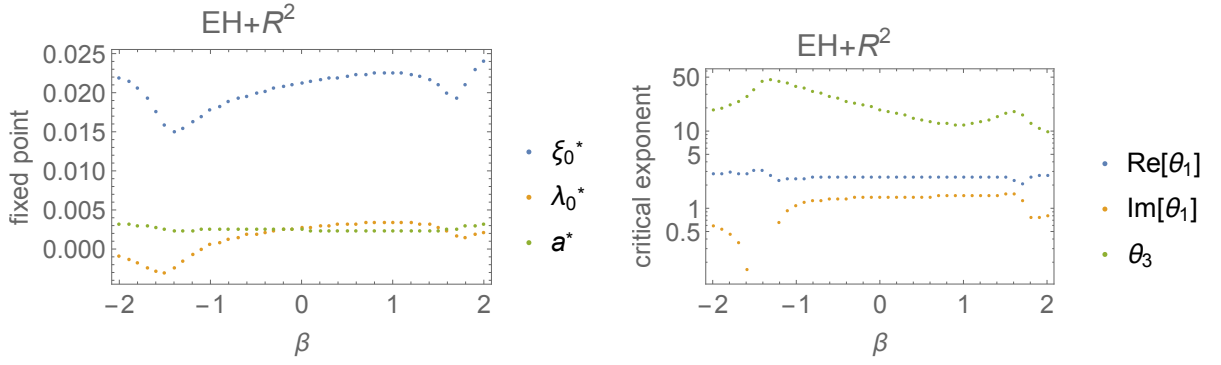 EH+R²
fixed point
0.025
0.020
0.015
0.010
0.005
0.000
−2 −1 0 1 2
β
ξ₀*
λ₀*
a*
EH+R²
critical exponent
50
10
5
1
0.5
−2 −1 0 1 2
β
Re[θ₁]
Im[θ₁]
θ₃